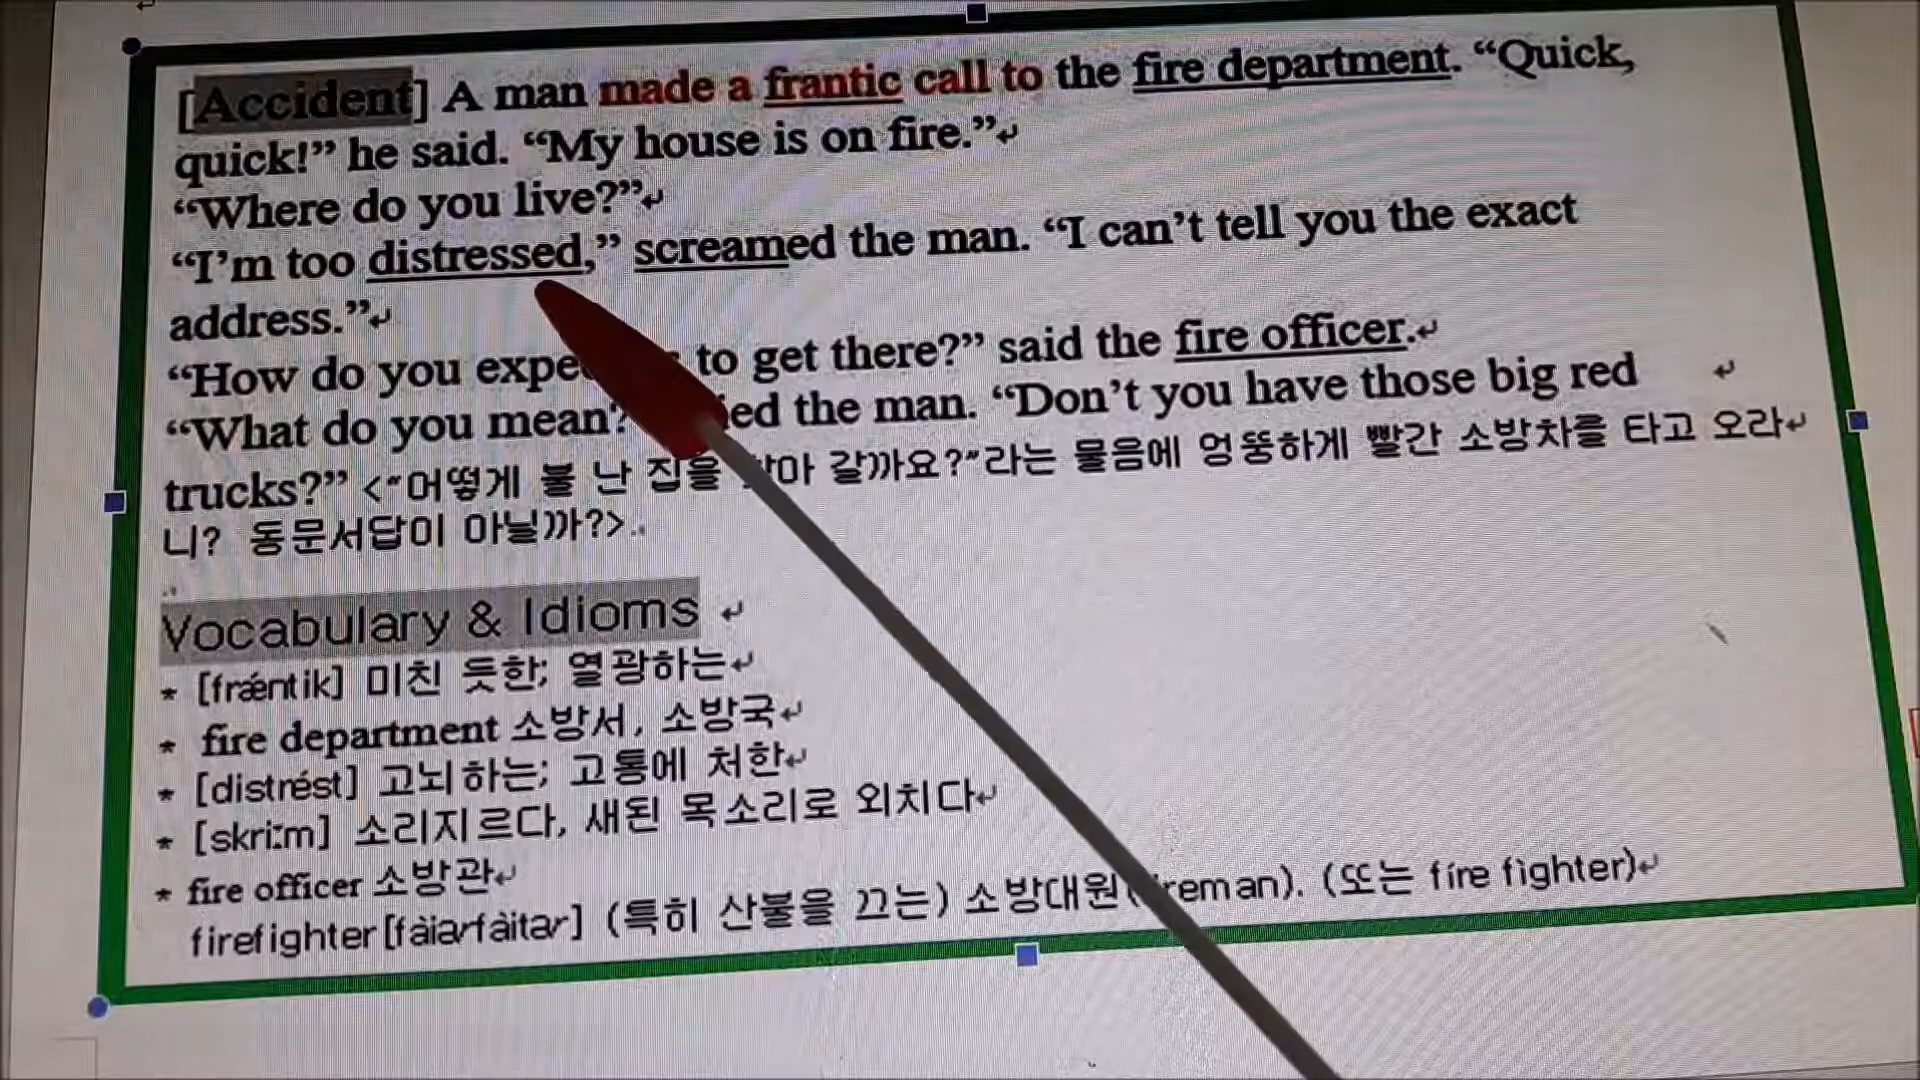 [Accident] A man made a frantic call to the fire department. “Quick,
quick!” he said. “My house is on fire.”
“Where do you live?”
“I’m too distressed,” screamed the man. “I can’t tell you the exact
address.”
“How do you to get there?” said the fire officer.
“What do you mean? the man. “Don’t you have those big red
trucks?” <“어떻게 불 난 집을 갈까요?”라는 물음에 엉뚱하게 빨간 소방차를 타고 오라
니? 동문서답이 아닐까?>
Vocabulary & Idioms
* [frǽntik] 미친 듯한; 열광하는
* fire department 소방서, 소방국
* [distrést] 고뇌하는; 고통에 처한
* [skri:m] 소리지르다, 새된 목소리로 외치다
* fire officer 소방관
firefighter[fàiərfàitər] (특히 산불을 끄는) 소방대원 (또는 fíre fìghter)